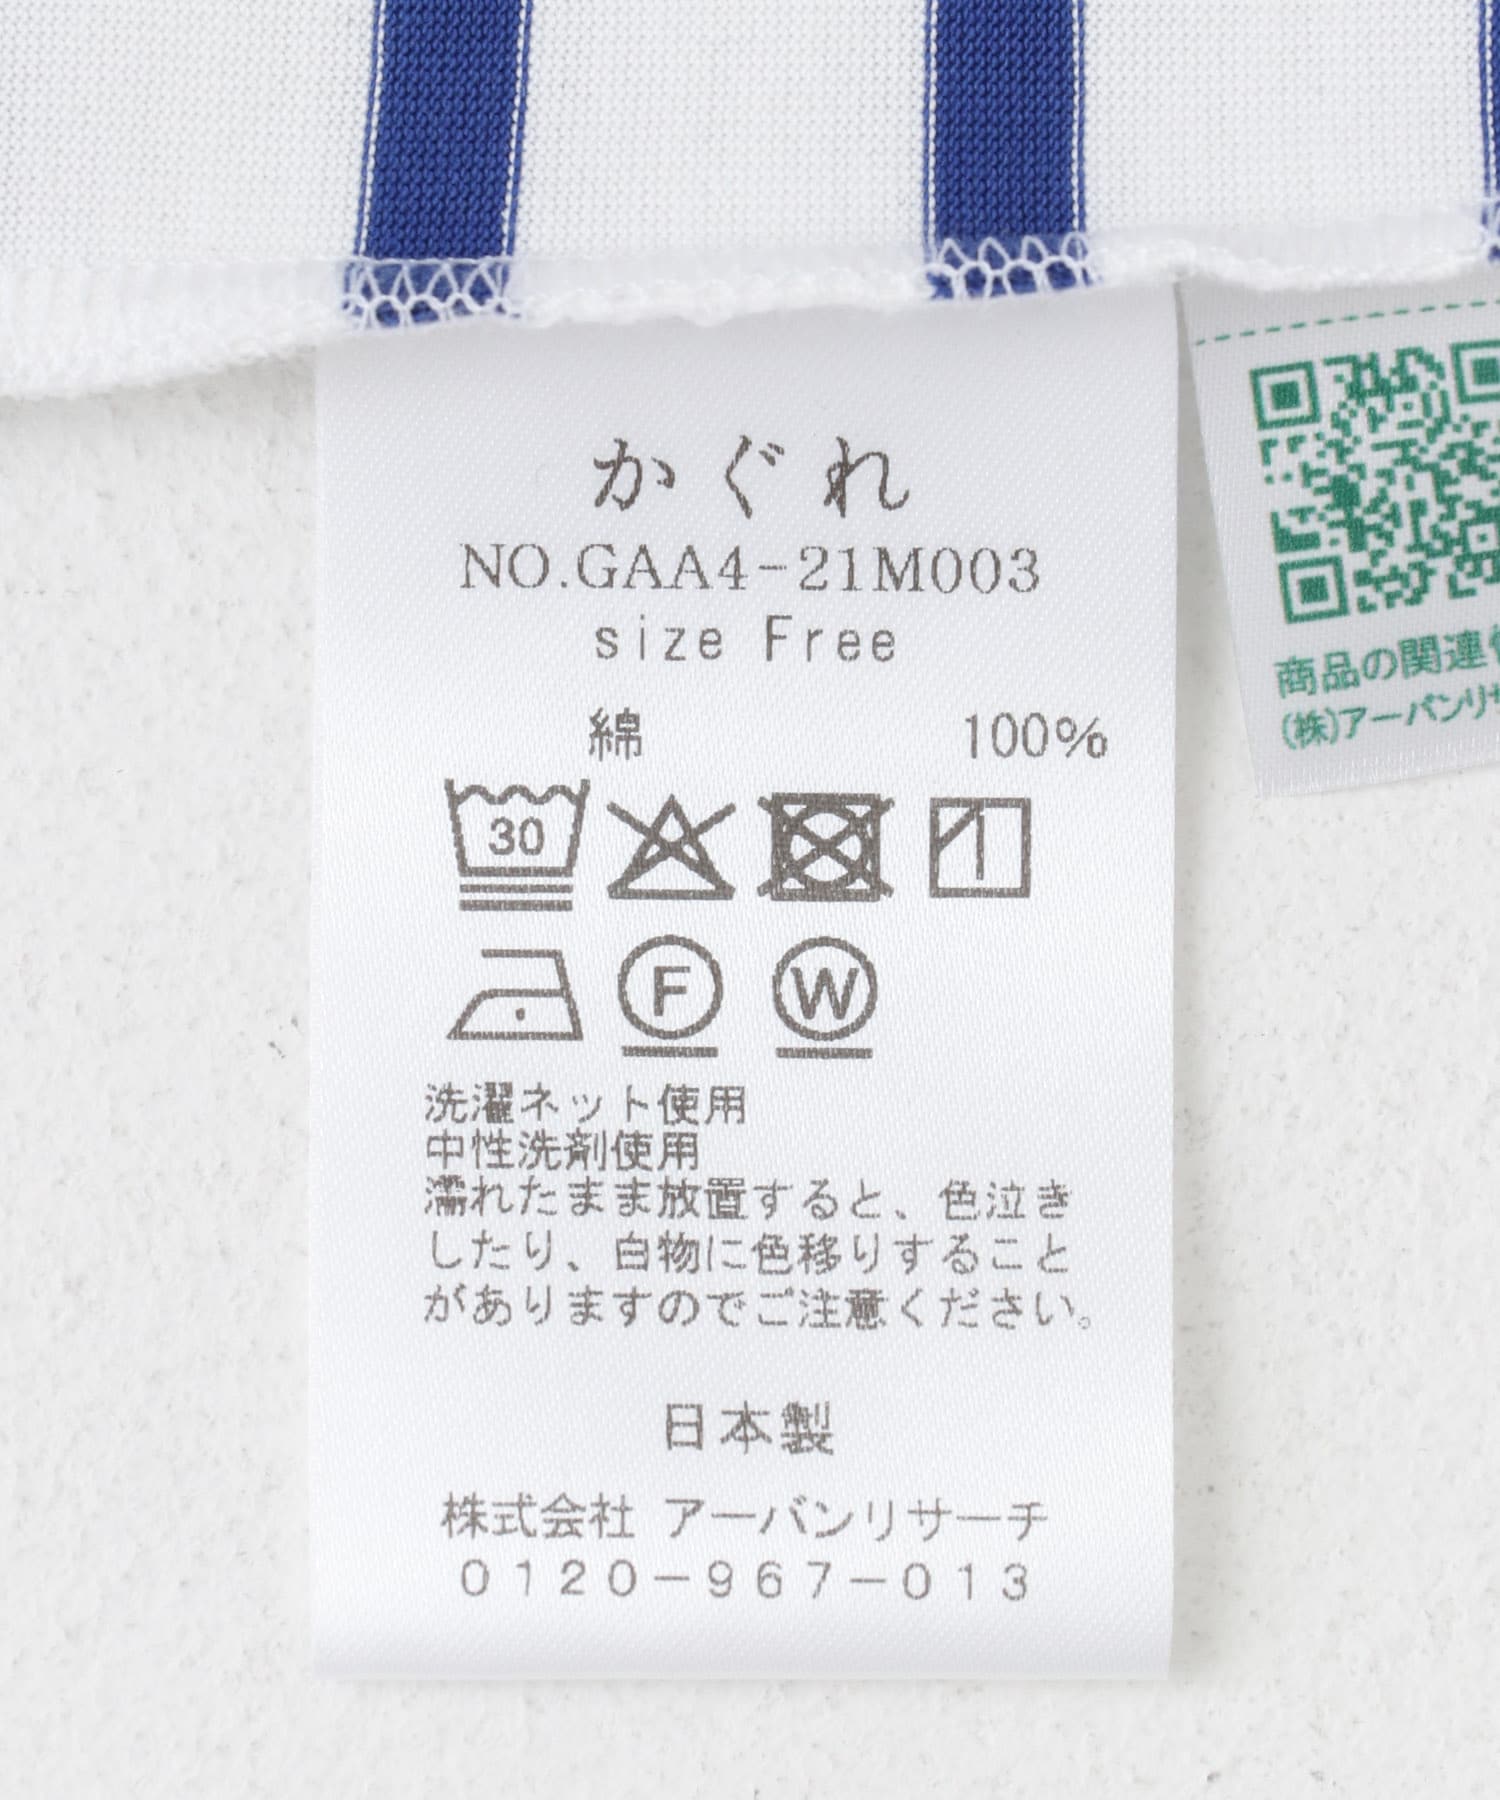 かぐれ
NO.GAA4-21M003
size Free
綿 100%
30
F W
洗濯ネット使用
中性洗剤使用
濡れたまま放置すると、色泣き
したり、白物に色移りすること
がありますのでご注意ください。
日本製
株式会社 アーバンリサーチ
0120-967-013
商品の関連
(株)アーバンリサ